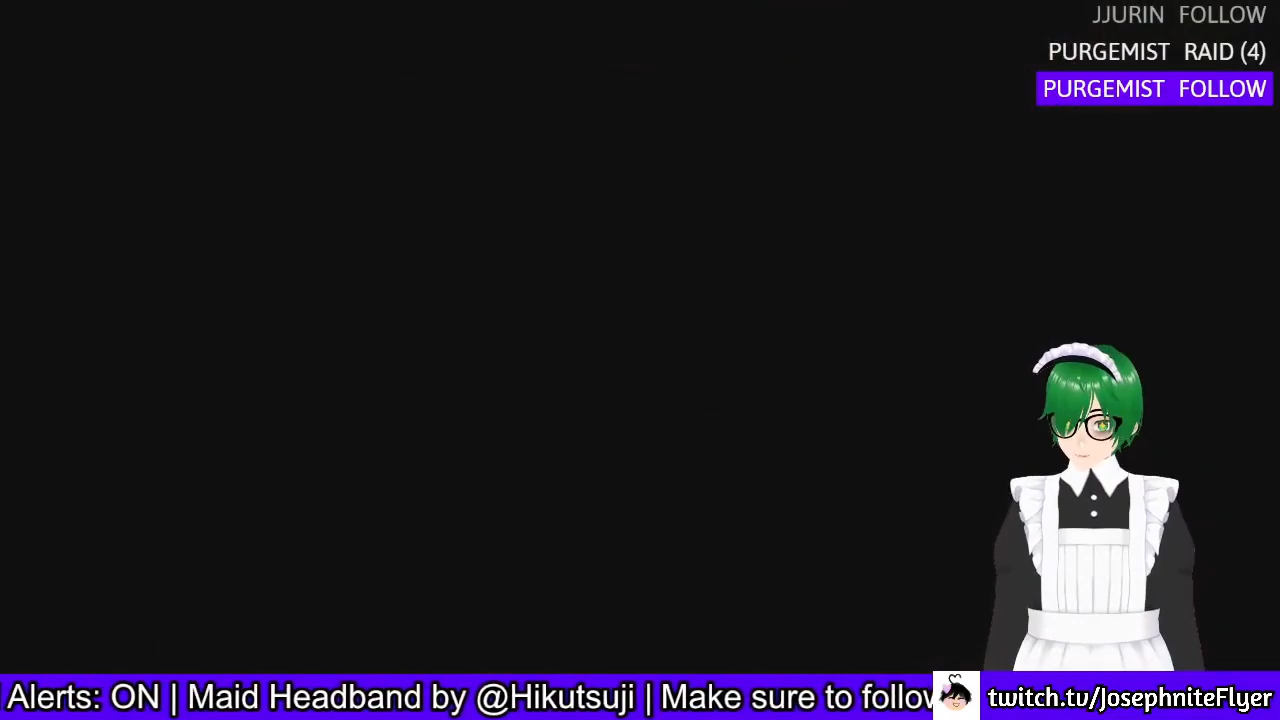 JJURIN FOLLOW
PURGEMIST RAID (4)
PURGEMIST FOLLOW
Alerts: ON | Maid Headband by @Hikutsuji | Make sure to follow
twitch.tv/JosephniteFlyer